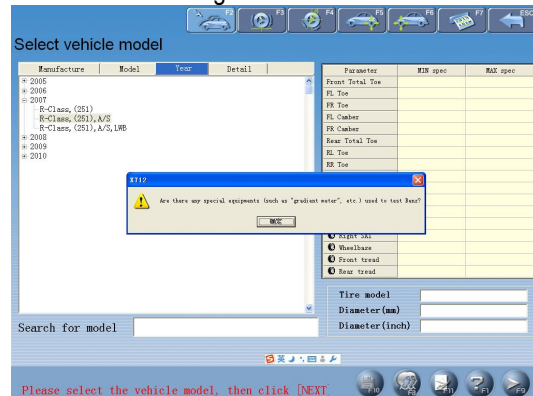 F2
F3
F4
F5
F6
F7
ESC
Select vehicle model
Manufacture
Model
Year
Detail
2005
2006
2007
R-Class, (251)
R-Class, (251), A/S
R-Class, (251), A/S, LWB
2008
2009
2010
Parameter
MIN spec
MAX spec
Front Total Toe
FL Toe
FR Toe
FL Camber
FR Camber
Rear Total Toe
RL Toe
RR Toe
XT12
Are there any special equipments (such as "gradient meter", etc.) used to test Benz?
确定
Right SAI
Wheelbase
Front tread
Rear tread
Tire model
Diameter(mm)
Diameter(inch)
Search for model
英
Please select the vehicle model, then click [NEXT
F10
F8
F11
F1
F9